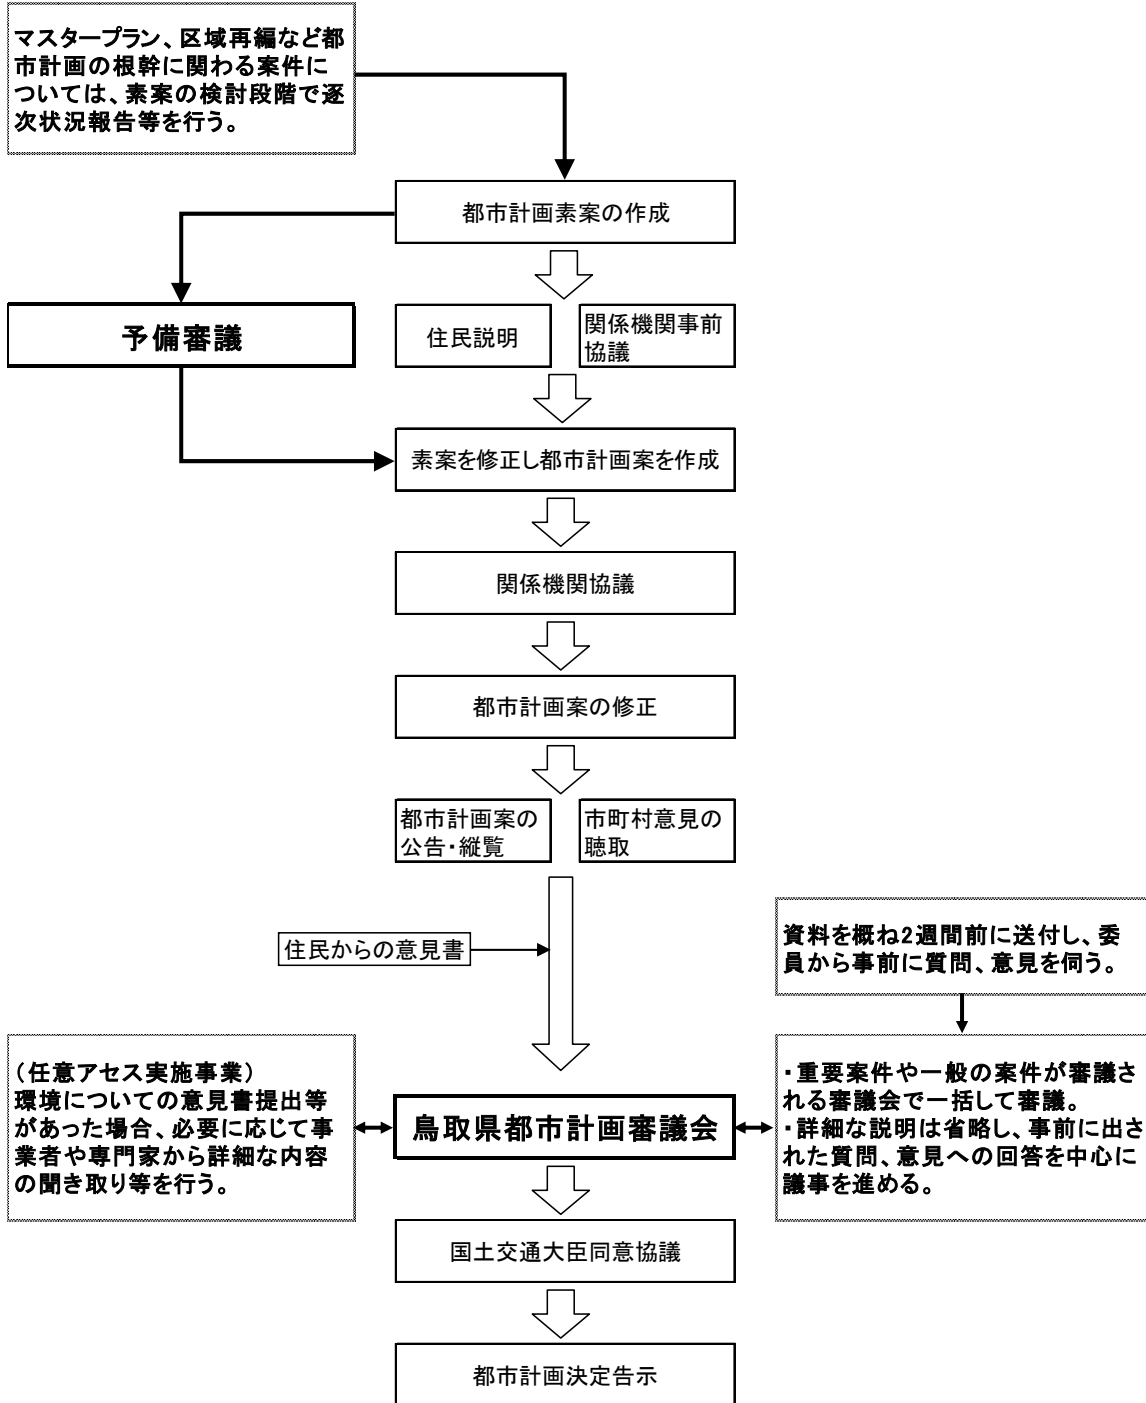 マスタープラン、区域再編など都
市計画の根幹に関わる案件に
ついては、素案の検討段階で逐
次状況報告等を行う。
都市計画素案の作成
予備審議
住民説明
関係機関事前
協議
素案を修正し都市計画案を作成
関係機関協議
都市計画案の修正
都市計画案の
公告・縦覧
市町村意見の
聴取
住民からの意見書
資料を概ね2週間前に送付し、委
員から事前に質問、意見を伺う。
（任意アセス実施事業）
環境についての意見書提出等
があった場合、必要に応じて事
業者や専門家から詳細な内容
の聞き取り等を行う。
鳥取県都市計画審議会
・重要案件や一般の案件が審議さ
れる審議会で一括して審議。
・詳細な説明は省略し、事前に出さ
れた質問、意見への回答を中心に
議事を進める。
国土交通大臣同意協議
都市計画決定告示